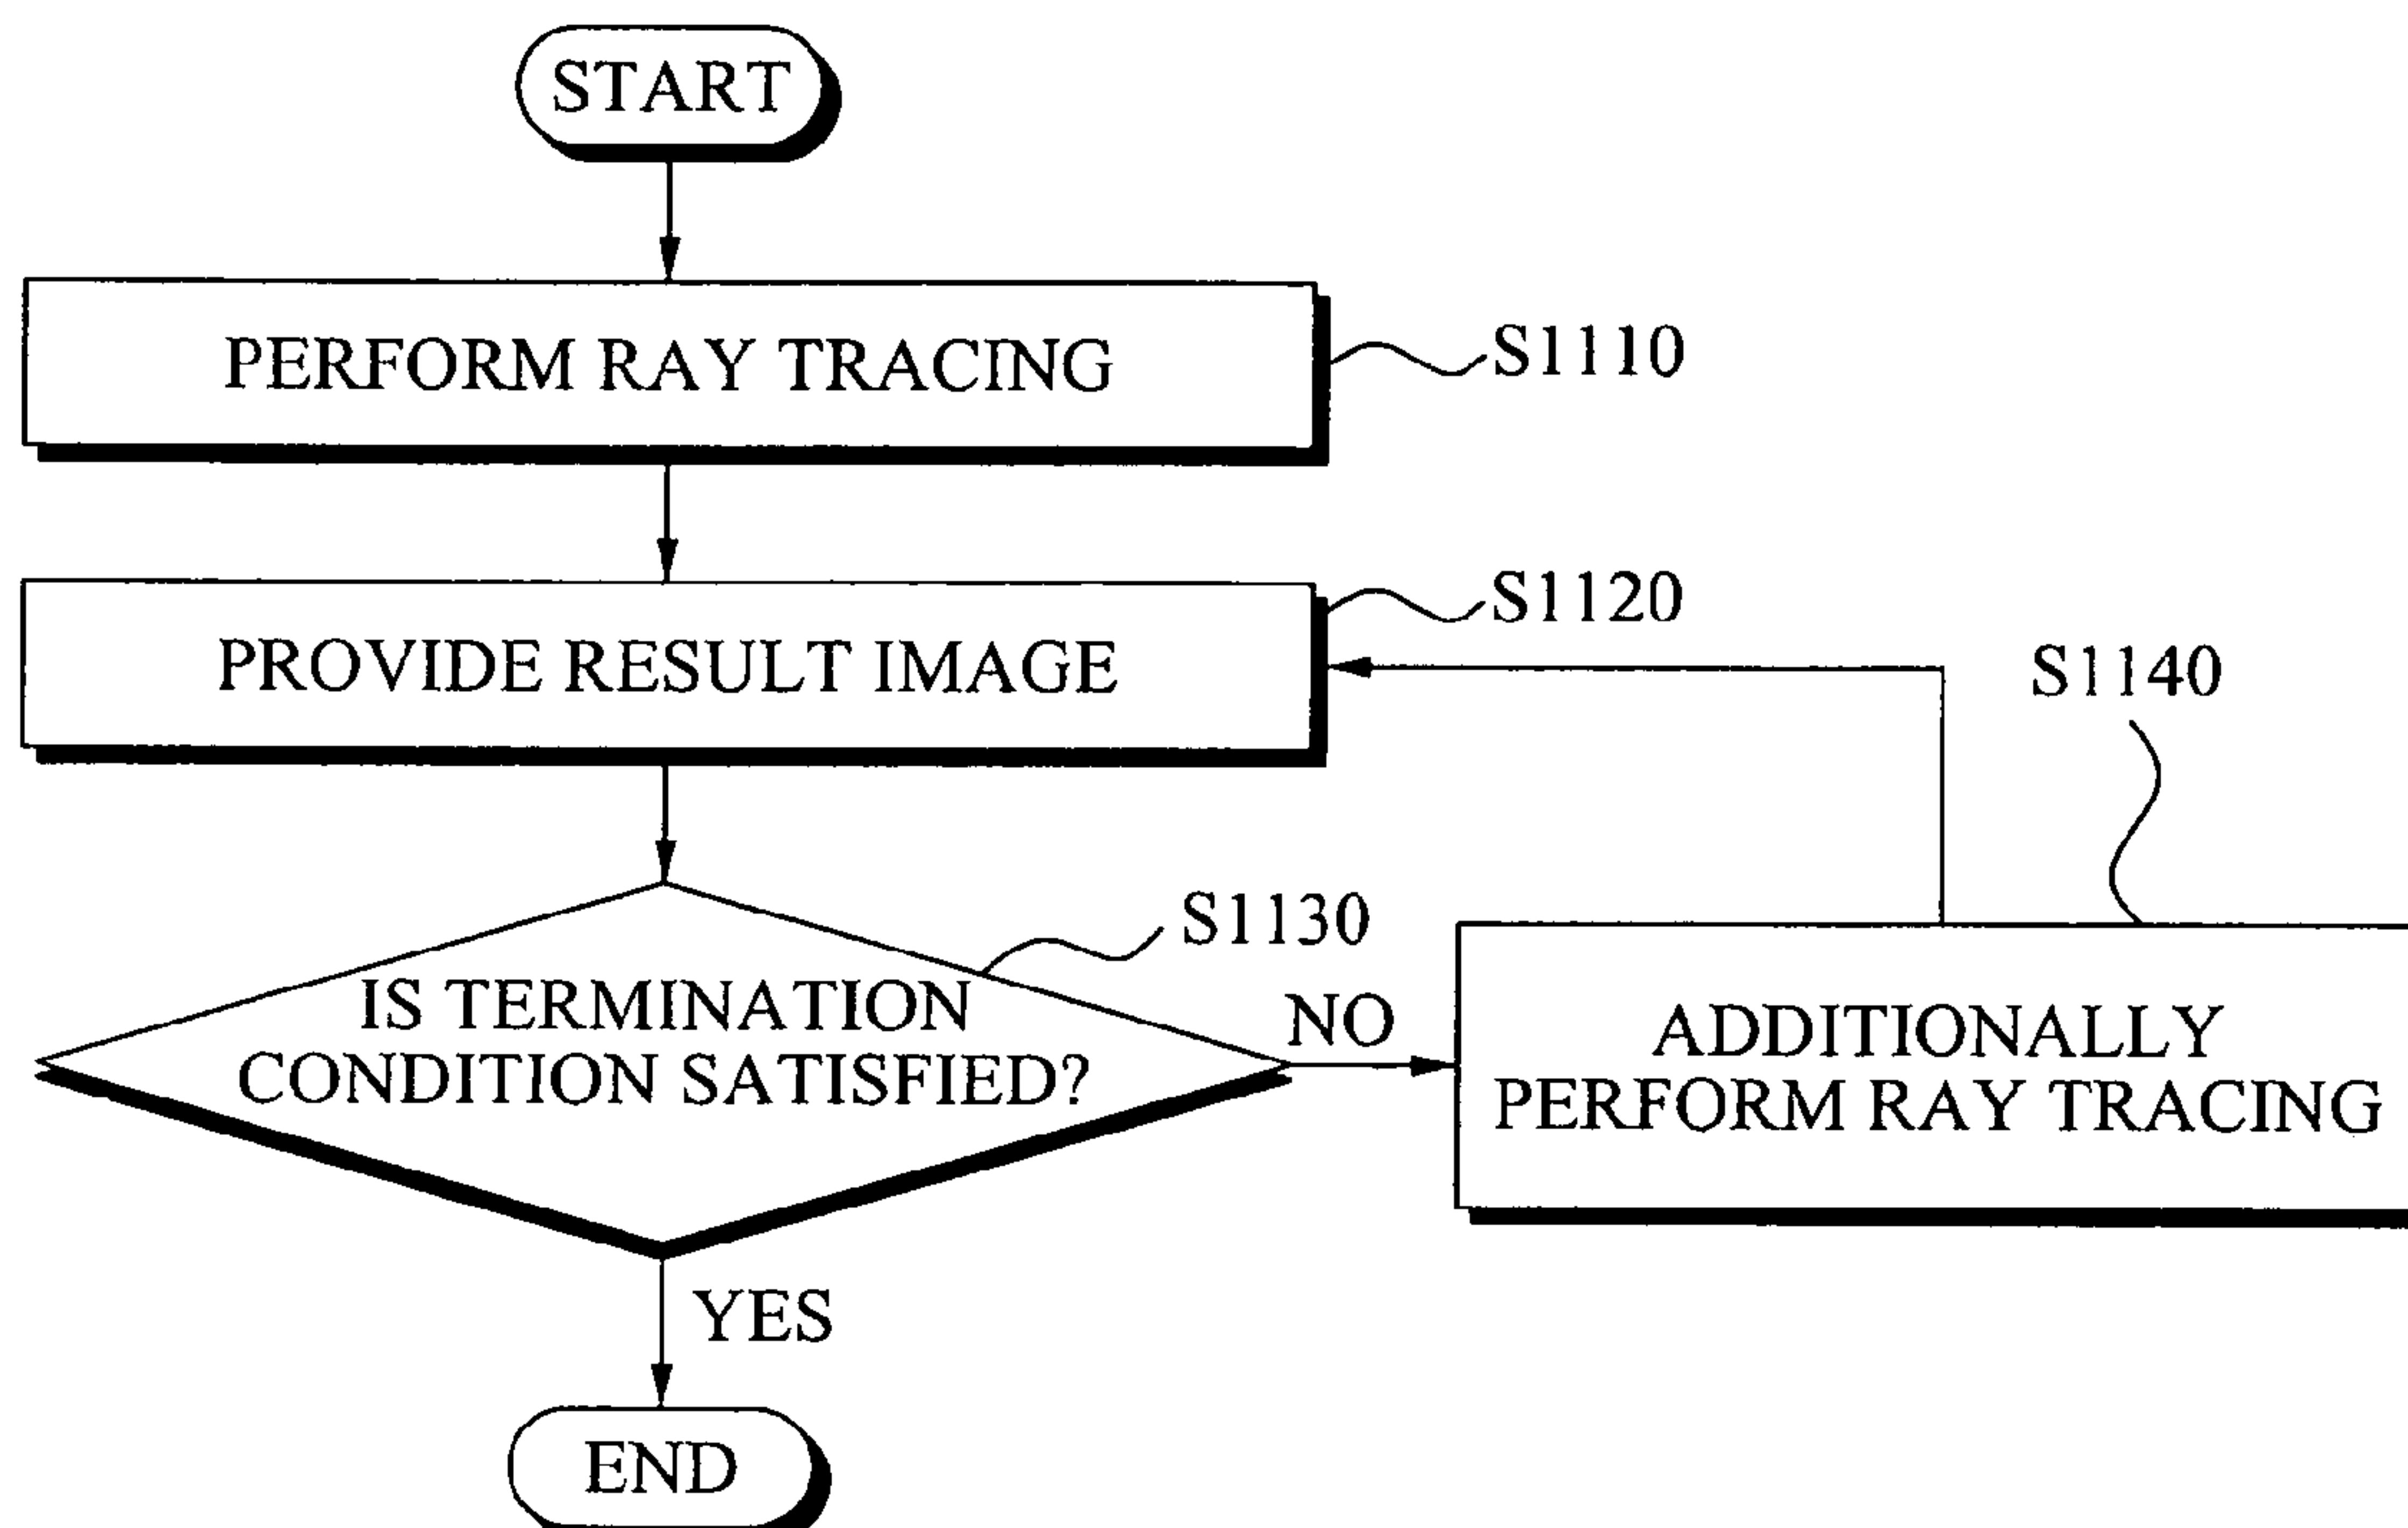 START
PERFORM RAY TRACING
S1110
PROVIDE RESULT IMAGE
S1120
S1140
IS TERMINATION
CONDITION SATISFIED?
S1130
NO
ADDITIONALLY
PERFORM RAY TRACING
YES
END